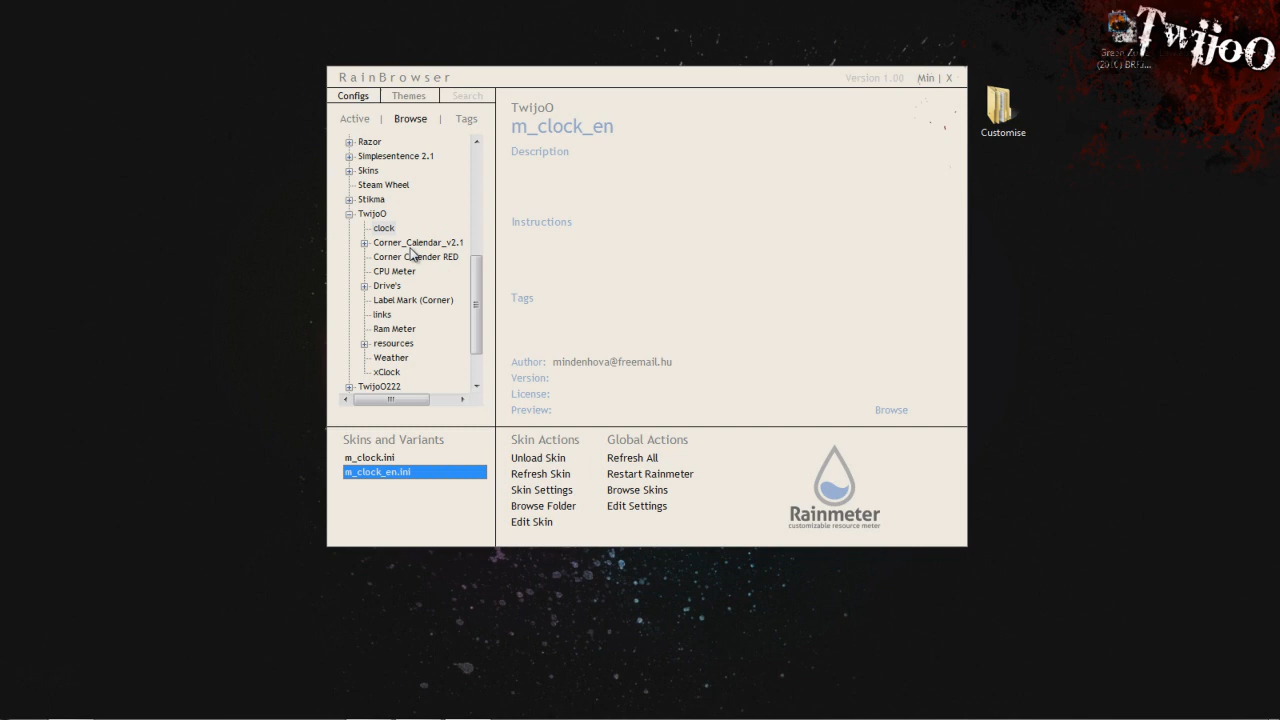 TwijoO
RainBrowser
Version 1.00
Min | X
Configs
Themes
Search
Active | Browse | Tags
Razor
Simplesentence 2.1
Skins
Steam Wheel
Stikma
TwijoO
clock
Corner_Calendar_v2.1
Corner Calender RED
CPU Meter
Drive's
Label Mark (Corner)
links
Ram Meter
resources
Weather
xClock
TwijoO222
TwijoO
m_clock_en
Description
Instructions
Tags
Author: mindenhova@freemail.hu
Version:
License:
Preview:
Browse
Customise
Skins and Variants
m_clock.ini
m_clock_en.ini
Skin Actions
Unload Skin
Refresh Skin
Skin Settings
Browse Folder
Edit Skin
Global Actions
Refresh All
Restart Rainmeter
Browse Skins
Edit Settings
Rainmeter
customizable resource meter